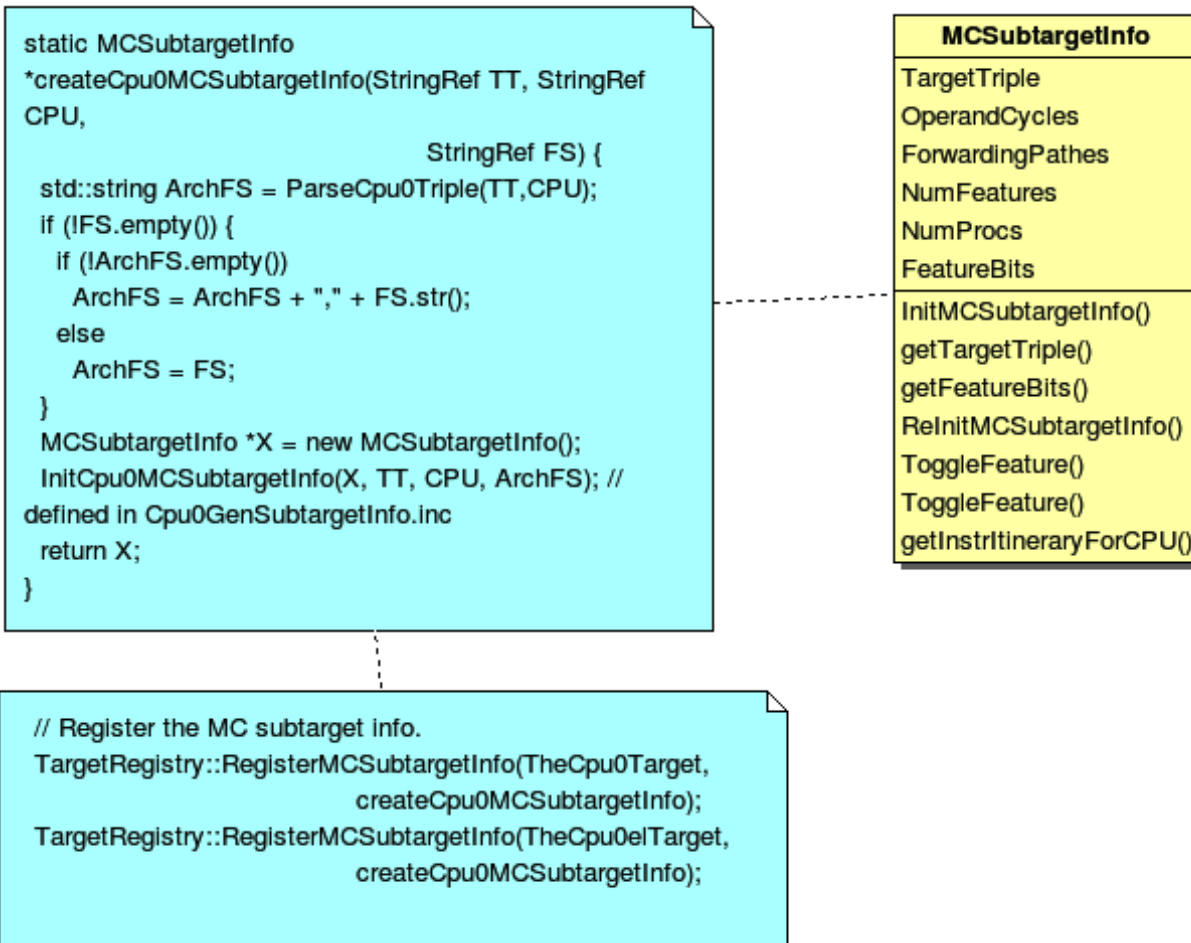 static MCSubtargetInfo
*createCpu0MCSubtargetInfo(StringRef TT, StringRef
CPU,
StringRef FS) {
std::string ArchFS = ParseCpu0Triple(TT,CPU);
if (!FS.empty()) {
if (!ArchFS.empty())
ArchFS = ArchFS + "," + FS.str();
else
ArchFS = FS;
}
MCSubtargetInfo *X = new MCSubtargetInfo();
InitCpu0MCSubtargetInfo(X, TT, CPU, ArchFS); //
defined in Cpu0GenSubtargetInfo.inc
return X;
}
MCSubtargetInfo
TargetTriple
OperandCycles
ForwardingPathes
NumFeatures
NumProcs
FeatureBits
InitMCSubtargetInfo()
getTargetTriple()
getFeatureBits()
ReInitMCSubtargetInfo()
ToggleFeature()
ToggleFeature()
getInstrItineraryForCPU()
// Register the MC subtarget info.
TargetRegistry::RegisterMCSubtargetInfo(TheCpu0Target,
createCpu0MCSubtargetInfo);
TargetRegistry::RegisterMCSubtargetInfo(TheCpu0elTarget,
createCpu0MCSubtargetInfo);